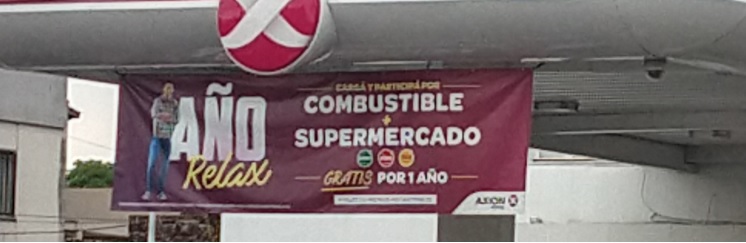 AÑO
Relax
CARGÁ Y PARTICIPÁ POR
COMBUSTIBLE
+
SUPERMERCADO
GRATIS POR 1 AÑO
AXION